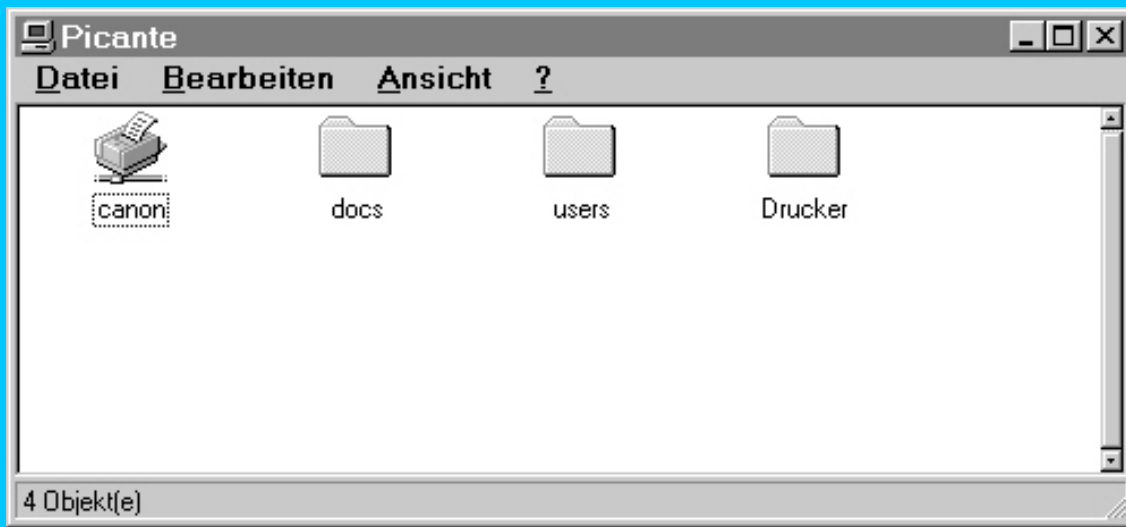 Picante
Datei Bearbeiten Ansicht ?
canon docs users Drucker
4 Objekt(e)